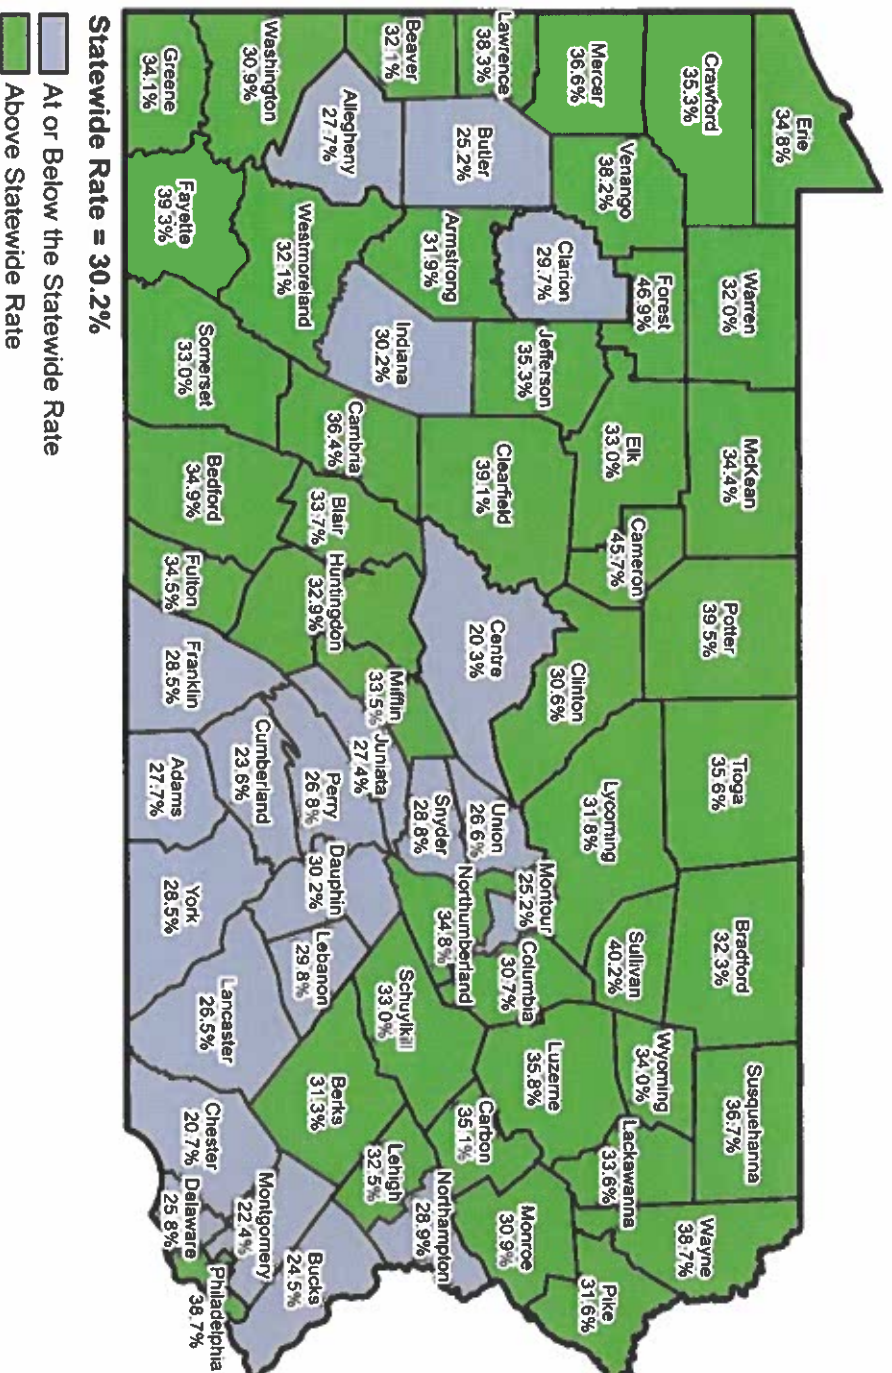 Erie
34.8%
Crawford
35.3%
Warren
32.0%
McKean
34.4%
Potter
39.5%
Tioga
35.6%
Bradford
32.3%
Susquehanna
36.7%
Wayne
38.7%
Mercer
36.6%
Venango
38.2%
Forest
46.9%
Elk
33.0%
Cameron
45.7%
Clinton
30.6%
Lycoming
31.8%
Sullivan
40.2%
Wyoming
34.0%
Lackawanna
33.6%
Pike
31.6%
Lawrence
38.3%
Butler
25.2%
Clarion
29.7%
Jefferson
35.3%
Clearfield
39.1%
Centre
20.3%
Union
26.6%
Montour
25.2%
Columbia
30.7%
Luzerne
35.8%
Monroe
30.9%
Beaver
32.1%
Armstrong
31.9%
Indiana
30.2%
Cambria
36.4%
Blair
33.7%
Huntingdon
32.9%
Mifflin
33.5%
Juniata
27.4%
Snyder
28.8%
Northumberland
34.8%
Schuylkill
33.0%
Carbon
35.1%
Northampton
28.9%
Allegheny
27.7%
Westmoreland
32.1%
Perry
26.8%
Dauphin
30.2%
Lebanon
29.8%
Berks
31.3%
Lehigh
32.5%
Bucks
24.5%
Washington
30.9%
Somerset
33.0%
Bedford
34.9%
Fulton
34.5%
Franklin
28.5%
Cumberland
23.6%
Adams
27.7%
York
28.5%
Lancaster
26.5%
Chester
20.7%
Montgomery
22.4%
Delaware
25.8%
Philadelphia
38.7%
Greene
34.1%
Fayette
39.3%
Statewide Rate = 30.2%
At or Below the Statewide Rate
Above Statewide Rate